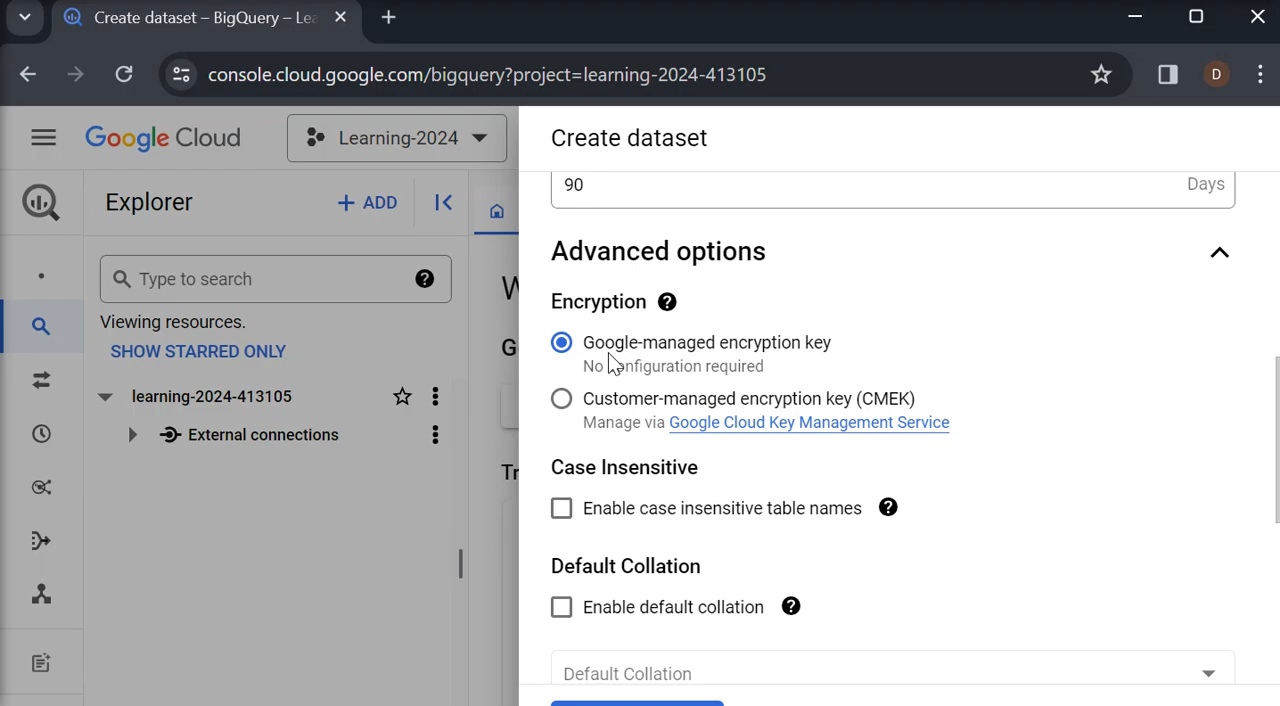 Create dataset – BigQuery – Lea
console.cloud.google.com/bigquery?project=learning-2024-413105
D
Google Cloud
Learning-2024
Create dataset
90
Days
Explorer
+ ADD
Type to search
Viewing resources.
SHOW STARRED ONLY
learning-2024-413105
External connections
W
G
Tr
Advanced options
Encryption
Google-managed encryption key
No configuration required
Customer-managed encryption key (CMEK)
Manage via Google Cloud Key Management Service
Case Insensitive
Enable case insensitive table names
Default Collation
Enable default collation
Default Collation